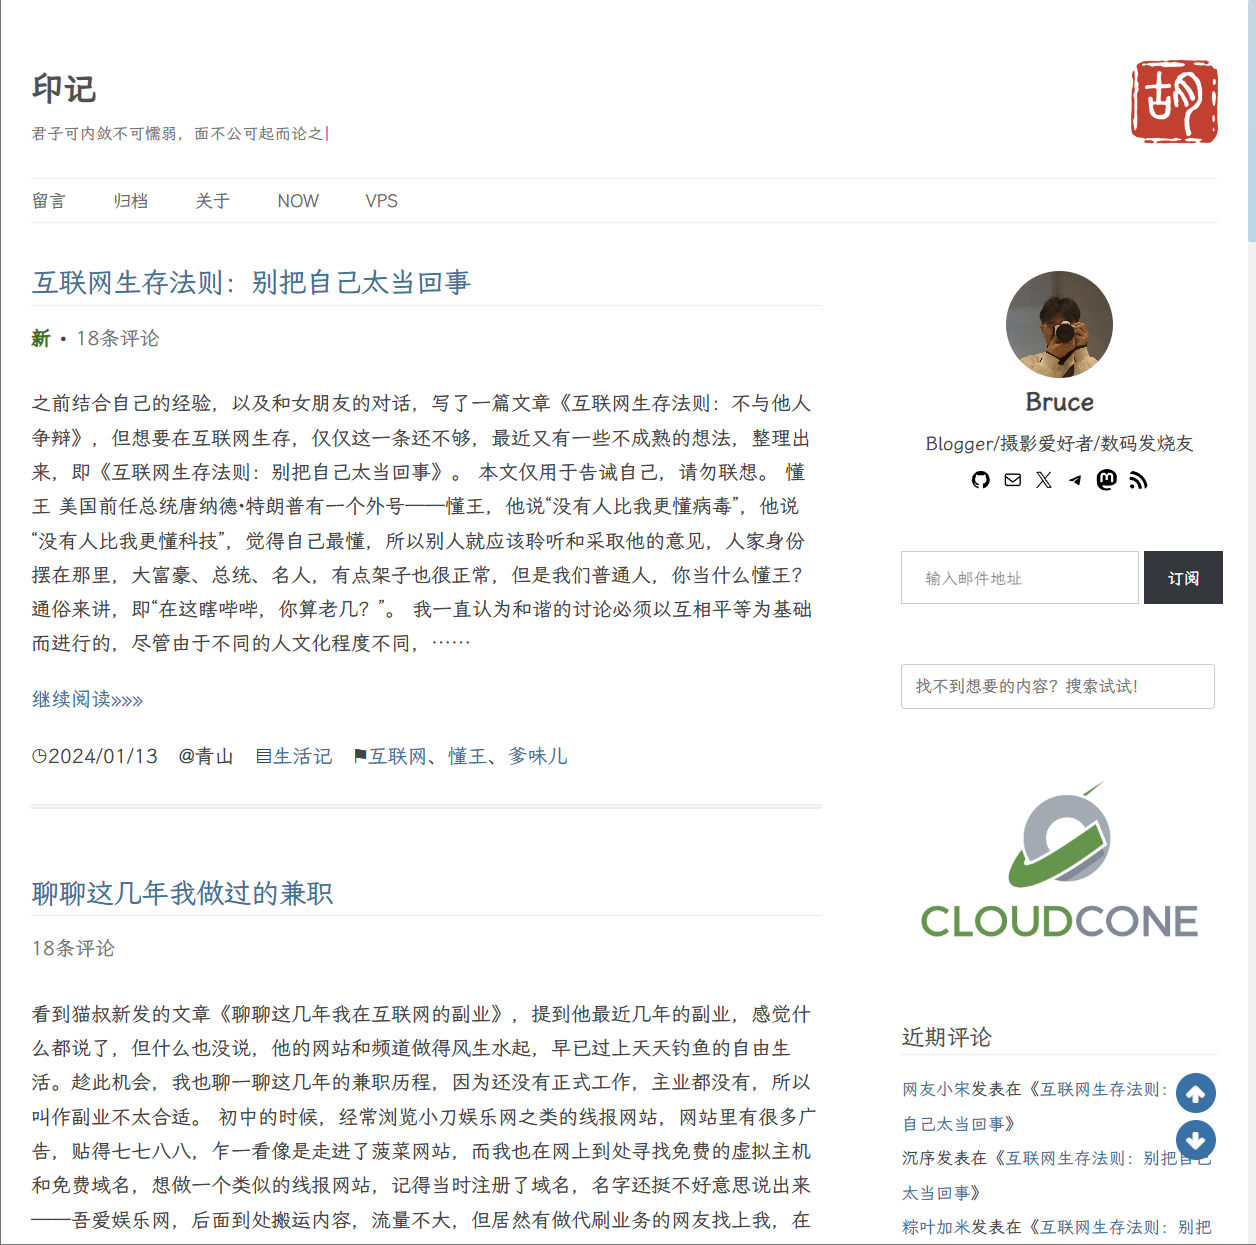 印记
胡
君子可内敛不可懦弱，面不公可起而论之
留言 归档 关于 NOW VPS
互联网生存法则：别把自己太当回事
新 • 18条评论
之前结合自己的经验，以及和女朋友的对话，写了一篇文章《互联网生存法则：不与他人
争辩》，但想要在互联网生存，仅仅这一条还不够，最近又有一些不成熟的想法，整理出
来，即《互联网生存法则：别把自己太当回事》。 本文仅用于告诫自己，请勿联想。 懂
王 美国前任总统唐纳德•特朗普有一个外号——懂王，他说“没有人比我更懂病毒”，他说
“没有人比我更懂科技”，觉得自己最懂，所以别人就应该聆听和采取他的意见，人家身份
摆在那里，大富豪、总统、名人，有点架子也很正常，但是我们普通人，你当什么懂王？
通俗来讲，即“在这瞎哔哔，你算老几？”。 我一直认为和谐的讨论必须以互相平等为基础
而进行的，尽管由于不同的人文化程度不同，……
继续阅读»»»
2024/01/13 @青山 生活记 互联网、懂王、爹味儿
聊聊这几年我做过的兼职
18条评论
看到猫叔新发的文章《聊聊这几年我在互联网的副业》，提到他最近几年的副业，感觉什
么都说了，但什么也没说，他的网站和频道做得风生水起，早已过上天天钓鱼的自由生
活。趁此机会，我也聊一聊这几年的兼职历程，因为还没有正式工作，主业都没有，所以
叫作副业不太合适。 初中的时候，经常浏览小刀娱乐网之类的线报网站，网站里有很多广
告，贴得七七八八，乍一看像是走进了菠菜网站，而我也在网上到处寻找免费的虚拟主机
和免费域名，想做一个类似的线报网站，记得当时注册了域名，名字还挺不好意思说出来
——吾爱娱乐网，后面到处搬运内容，流量不大，但居然有做代刷业务的网友找上我，在
Bruce
Blogger/摄影爱好者/数码发烧友
输入邮件地址 订阅
找不到想要的内容？搜索试试！
CLOUDCONE
近期评论
网友小宋发表在《互联网生存法则：
自己太当回事》
沉序发表在《互联网生存法则：别把自己
太当回事》
粽叶加米发表在《互联网生存法则：别把